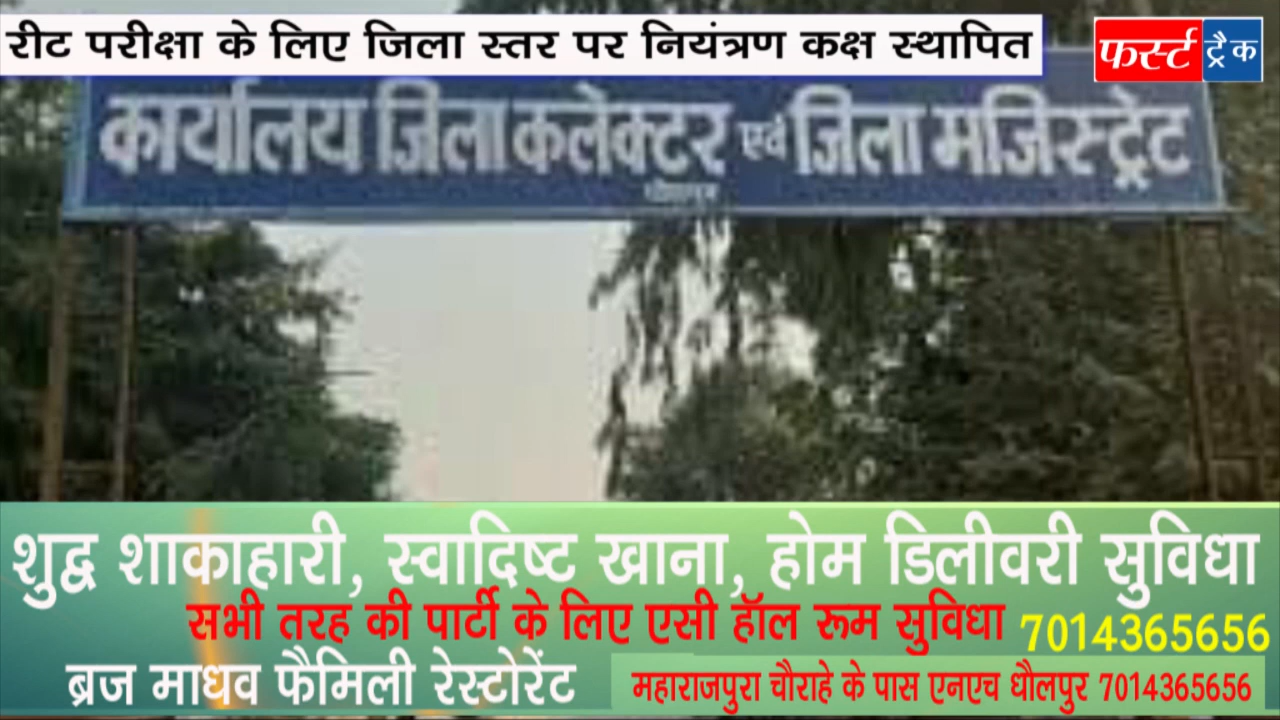 रीट परीक्षा के लिए जिला स्तर पर नियंत्रण कक्ष स्थापित
फर्स्ट ट्रैक
कार्यालय जिला कलेक्टर एवं जिला मजिस्ट्रेट
शुद्व शाकाहारी, स्वादिष्ट खाना, होम डिलीवरी सुविधा
सभी तरह की पार्टी के लिए एसी हॉल रूम सुविधा 7014365656
ब्रज माधव फैमिली रेस्टोरेंट
महाराजपुरा चौराहे के पास एनएच धौलपुर 7014365656